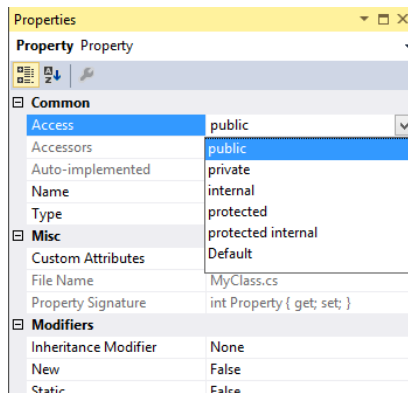 Properties
Property Property
Common
Access public
Accessors public
Auto-implemented private
Name internal
Type protected
Misc protected internal
Custom Attributes Default
File Name MyClass.cs
Property Signature int Property { get; set; }
Modifiers
Inheritance Modifier None
New False
Static False